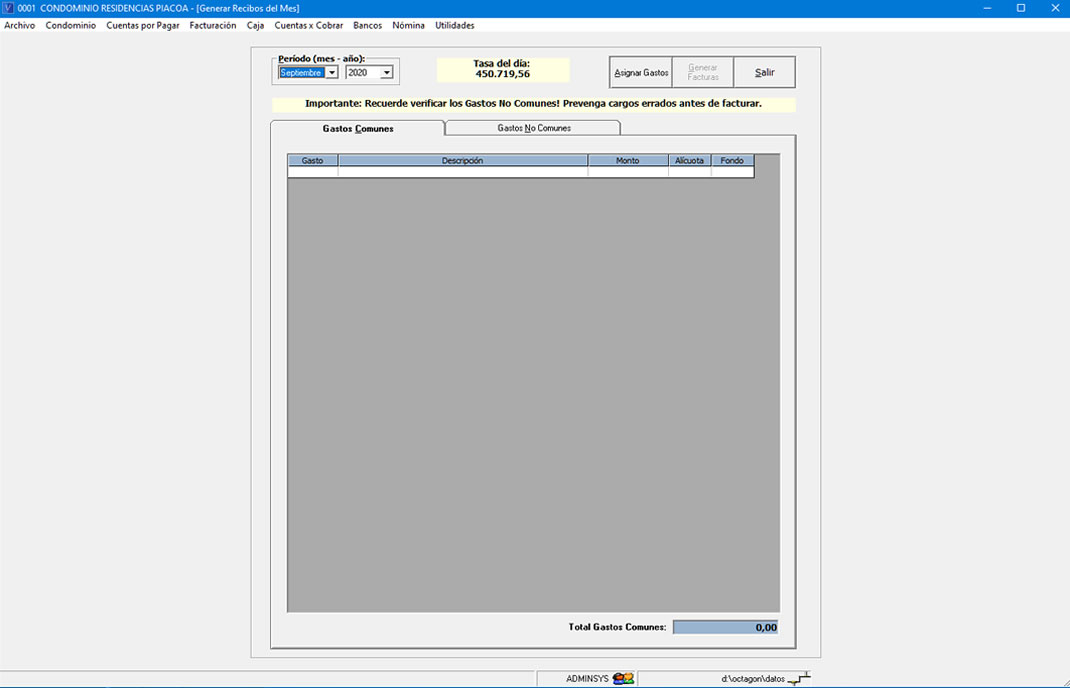 0001 CONDOMINIO RESIDENCIAS PIACOA - [Generar Recibos del Mes]
Archivo Condominio Cuentas por Pagar Facturación Caja Cuentas x Cobrar Bancos Nómina Utilidades
Período (mes - año):
Septiembre 2020
Tasa del día:
450.719,56
Asignar Gastos
Generar
Facturas
Salir
Importante: Recuerde verificar los Gastos No Comunes! Prevenga cargos errados antes de facturar.
Gastos Comunes Gastos No Comunes
Gasto Descripción Monto Alícuota Fondo
Total Gastos Comunes: 0,00
ADMINSYS d:\octagon\datos